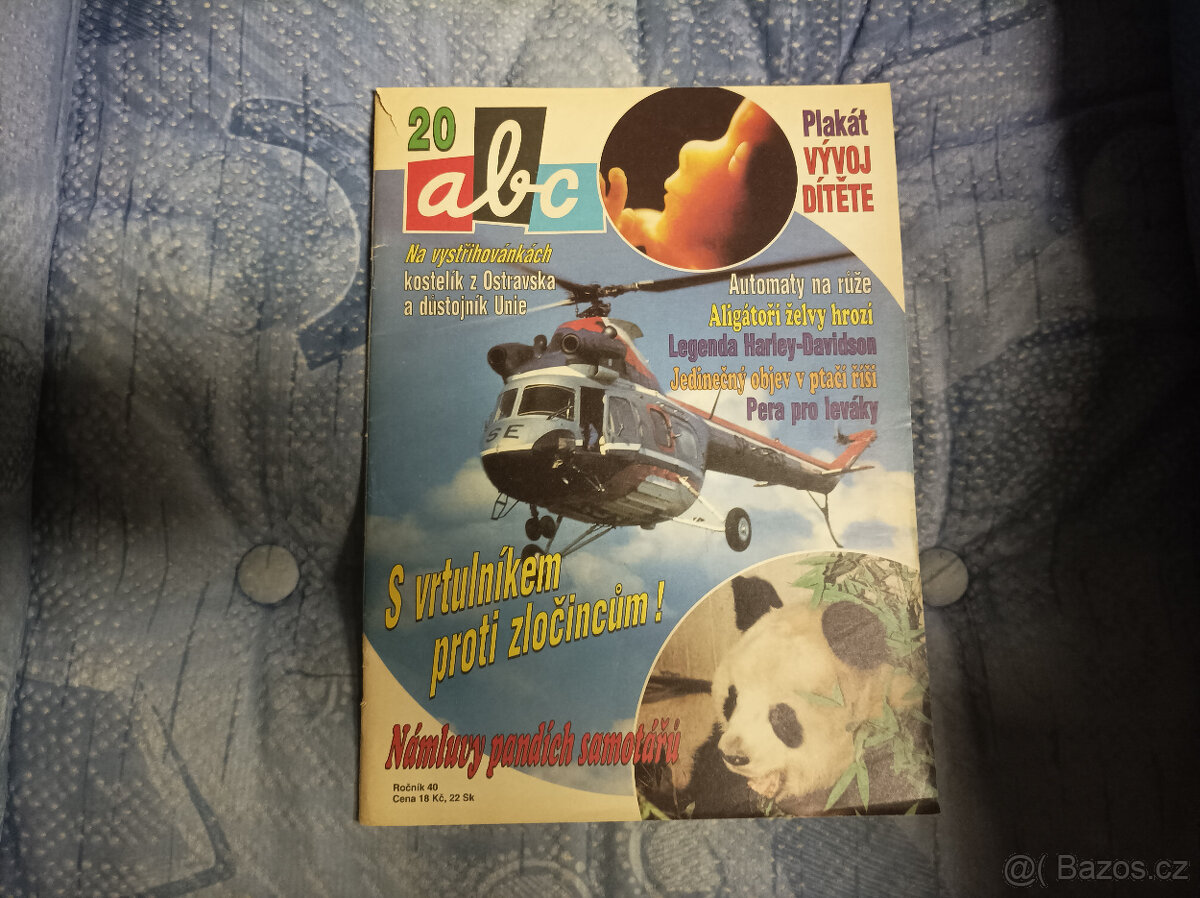 20
abc
Plakát
VÝVOJ
DÍTĚTE
Na vystřihovánkách
kostelík z Ostravska
a důstojník Unie
Automaty na růže
Aligátoří želvy hrozí
Legenda Harley-Davidson
Jedinečný objev v ptačí říši
Pera pro leváky
SE
S vrtulníkem
proti zločincům!
Námluvy pandích samotářů
Ročník 40
Cena 18 Kč, 22 Sk
@( Bazos.cz